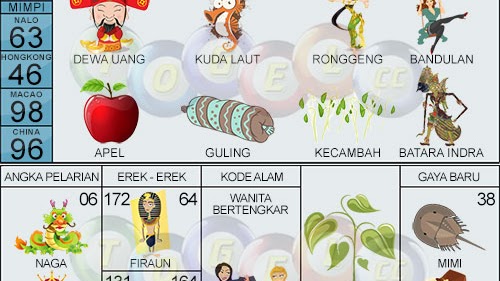 MIMPI
NALO
63
HONGKONG
46
MACAO
98
CHINA
96
DEWA UANG
KUDA LAUT
RONGGENG
BANDULAN
APEL
GULING
KECAMBAH
BATARA INDRA
TOGEL CC
ANGKA PELARIAN
EREK - EREK
KODE ALAM
GAYA BARU
06
172
64
WANITA
BERTENGKAR
38
NAGA
FIRAUN
MIMI
131
164